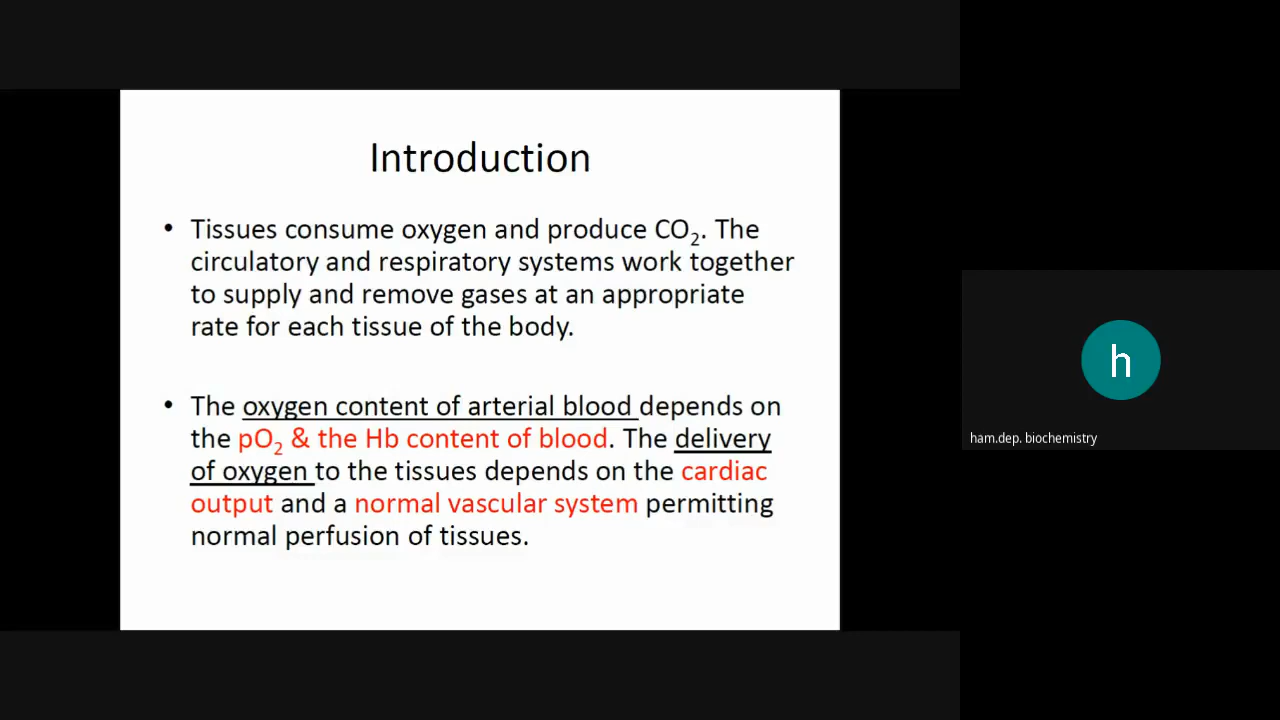 Introduction
• Tissues consume oxygen and produce CO₂. The
circulatory and respiratory systems work together
to supply and remove gases at an appropriate
rate for each tissue of the body.
• The oxygen content of arterial blood depends on
the pO₂ & the Hb content of blood. The delivery
of oxygen to the tissues depends on the cardiac
output and a normal vascular system permitting
normal perfusion of tissues.
h
ham.dep. biochemistry